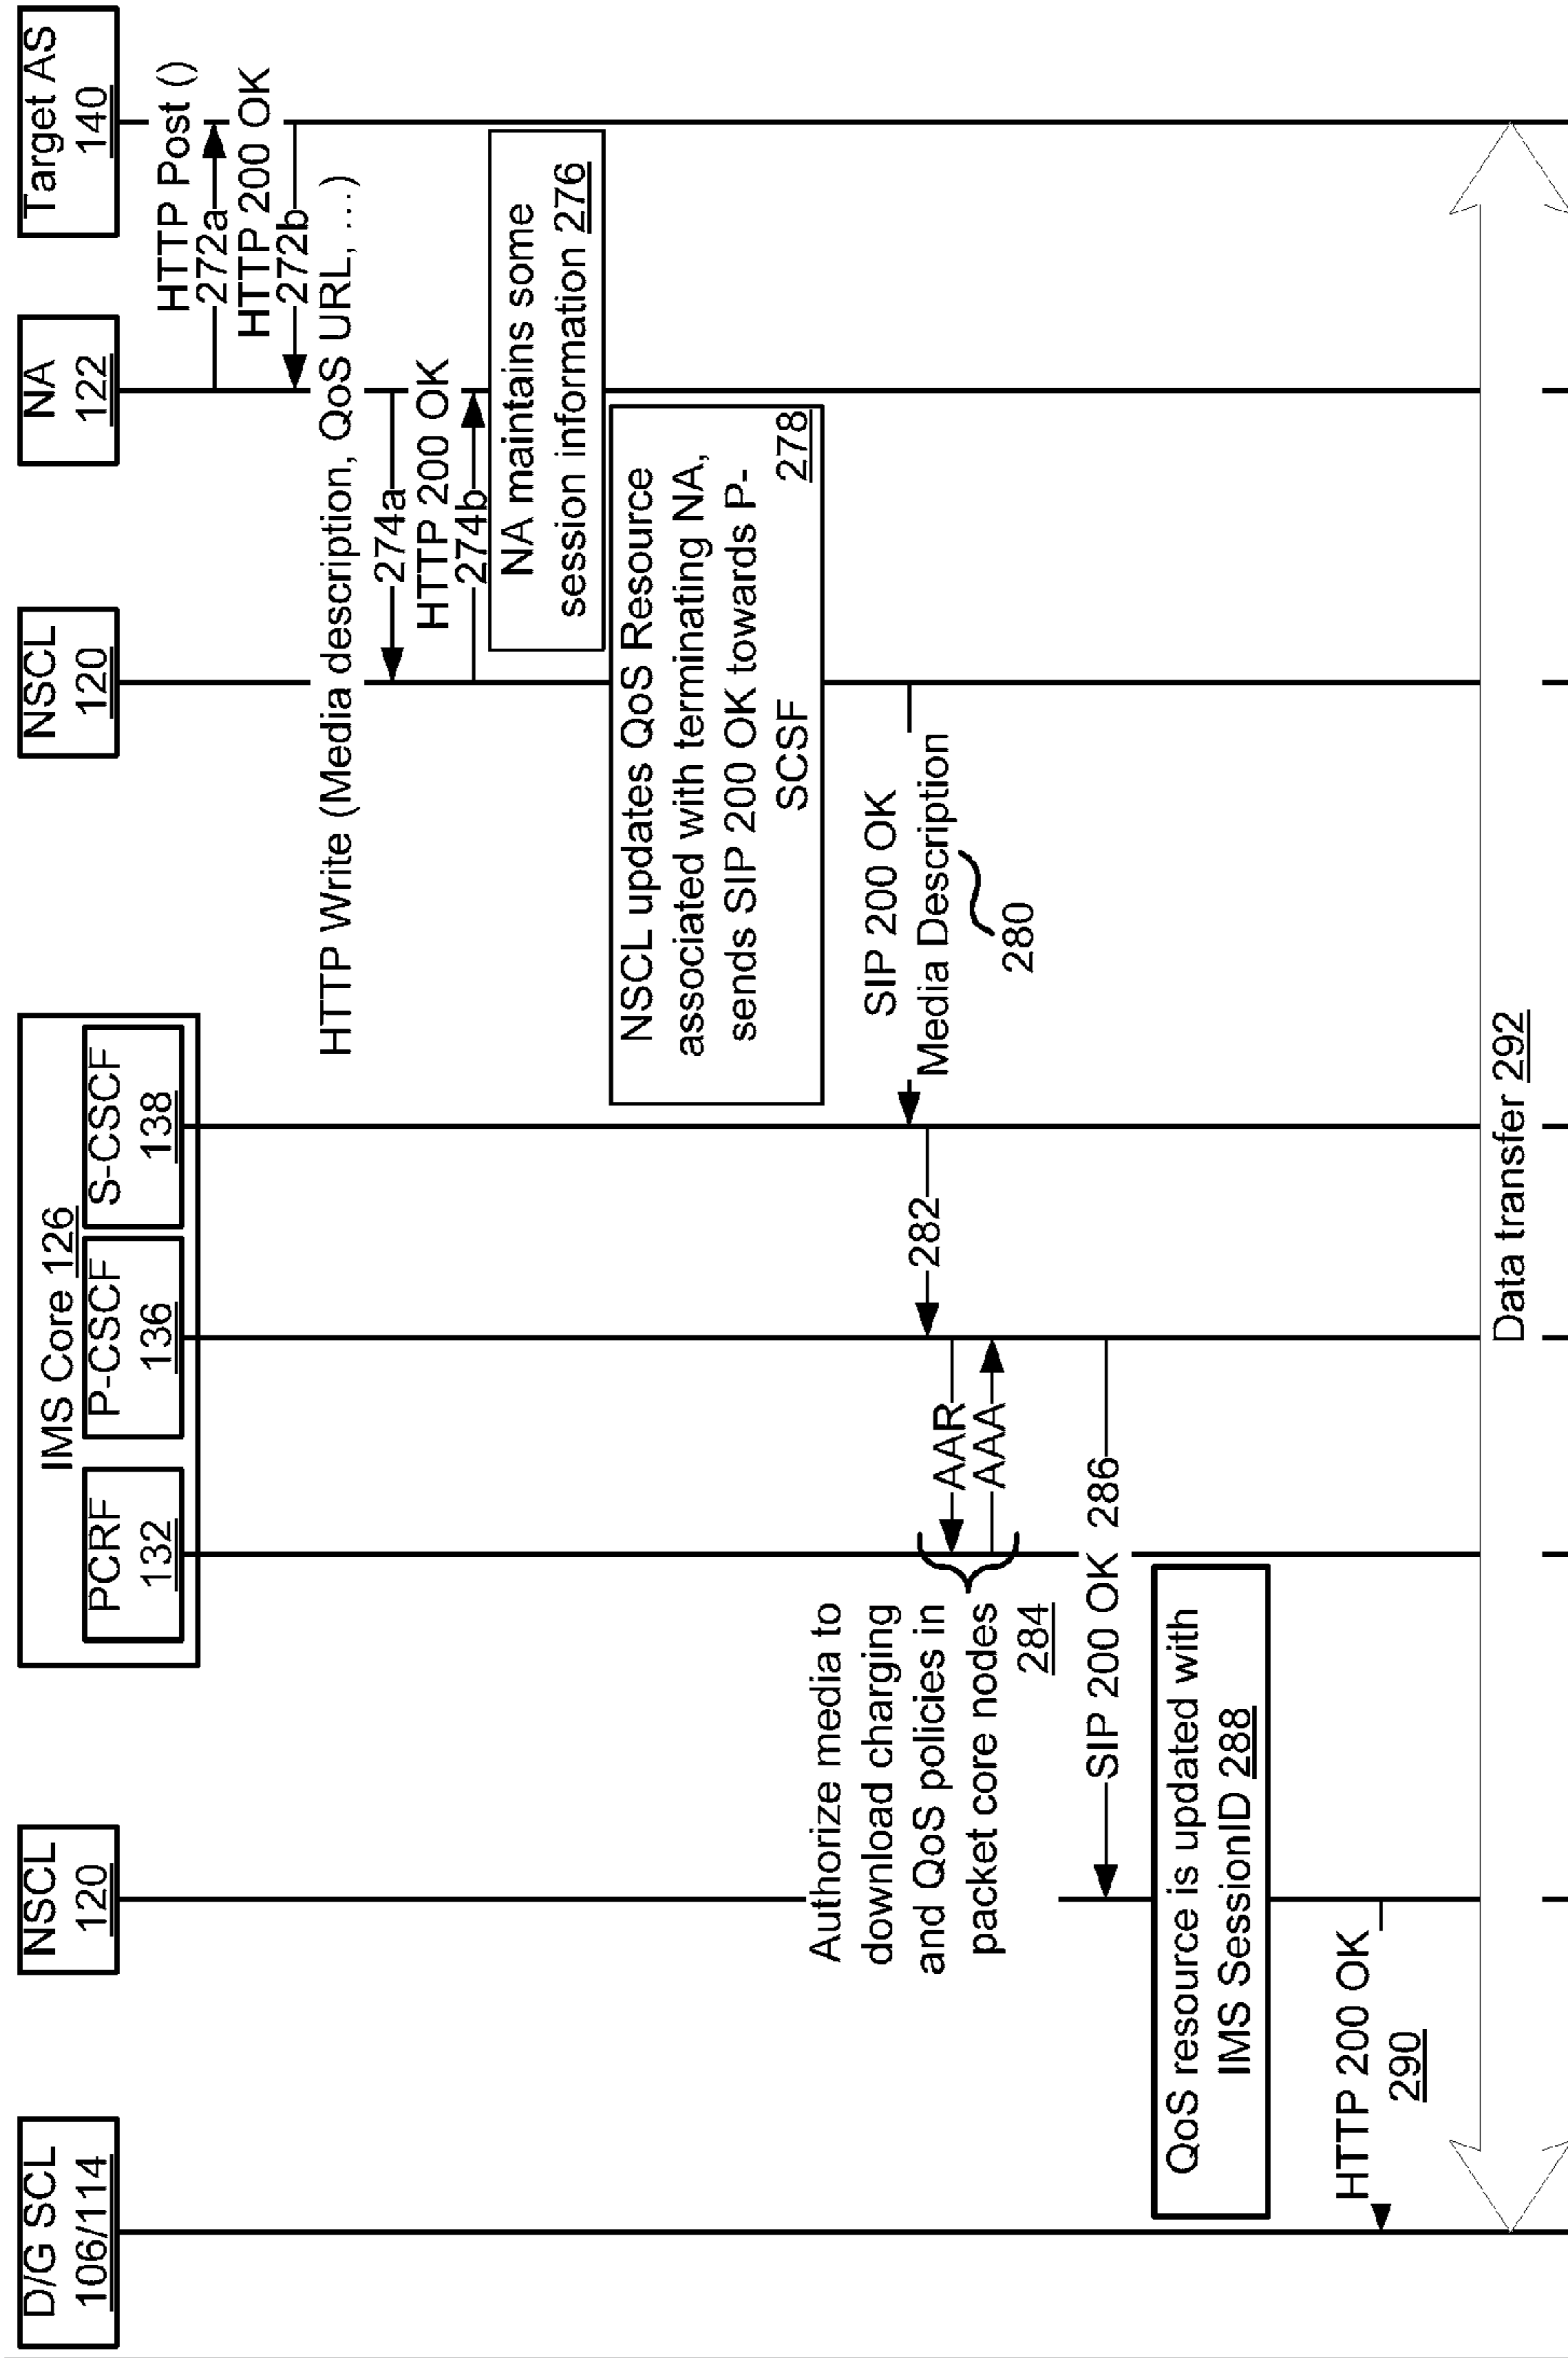 D/G SCL
106/114
NSCL
120
IMS Core 126
PCRF
132
P-CSCF
136
S-CSCF
138
NSCL
120
NA
122
Target AS
140
HTTP Post ()
272a
HTTP 200 OK
272b
HTTP Write (Media description, QoS URL, ...)
274a
HTTP 200 OK
274b
NA maintains some
session information 276
NSCL updates QoS Resource
associated with terminating NA,
sends SIP 200 OK towards P-
SCSF
278
SIP 200 OK
Media Description
280
282
AAR
AAA
Authorize media to
download charging
and QoS policies in
packet core nodes
284
SIP 200 OK 286
QoS resource is updated with
IMS SessionID 288
HTTP 200 OK
290
Data transfer 292